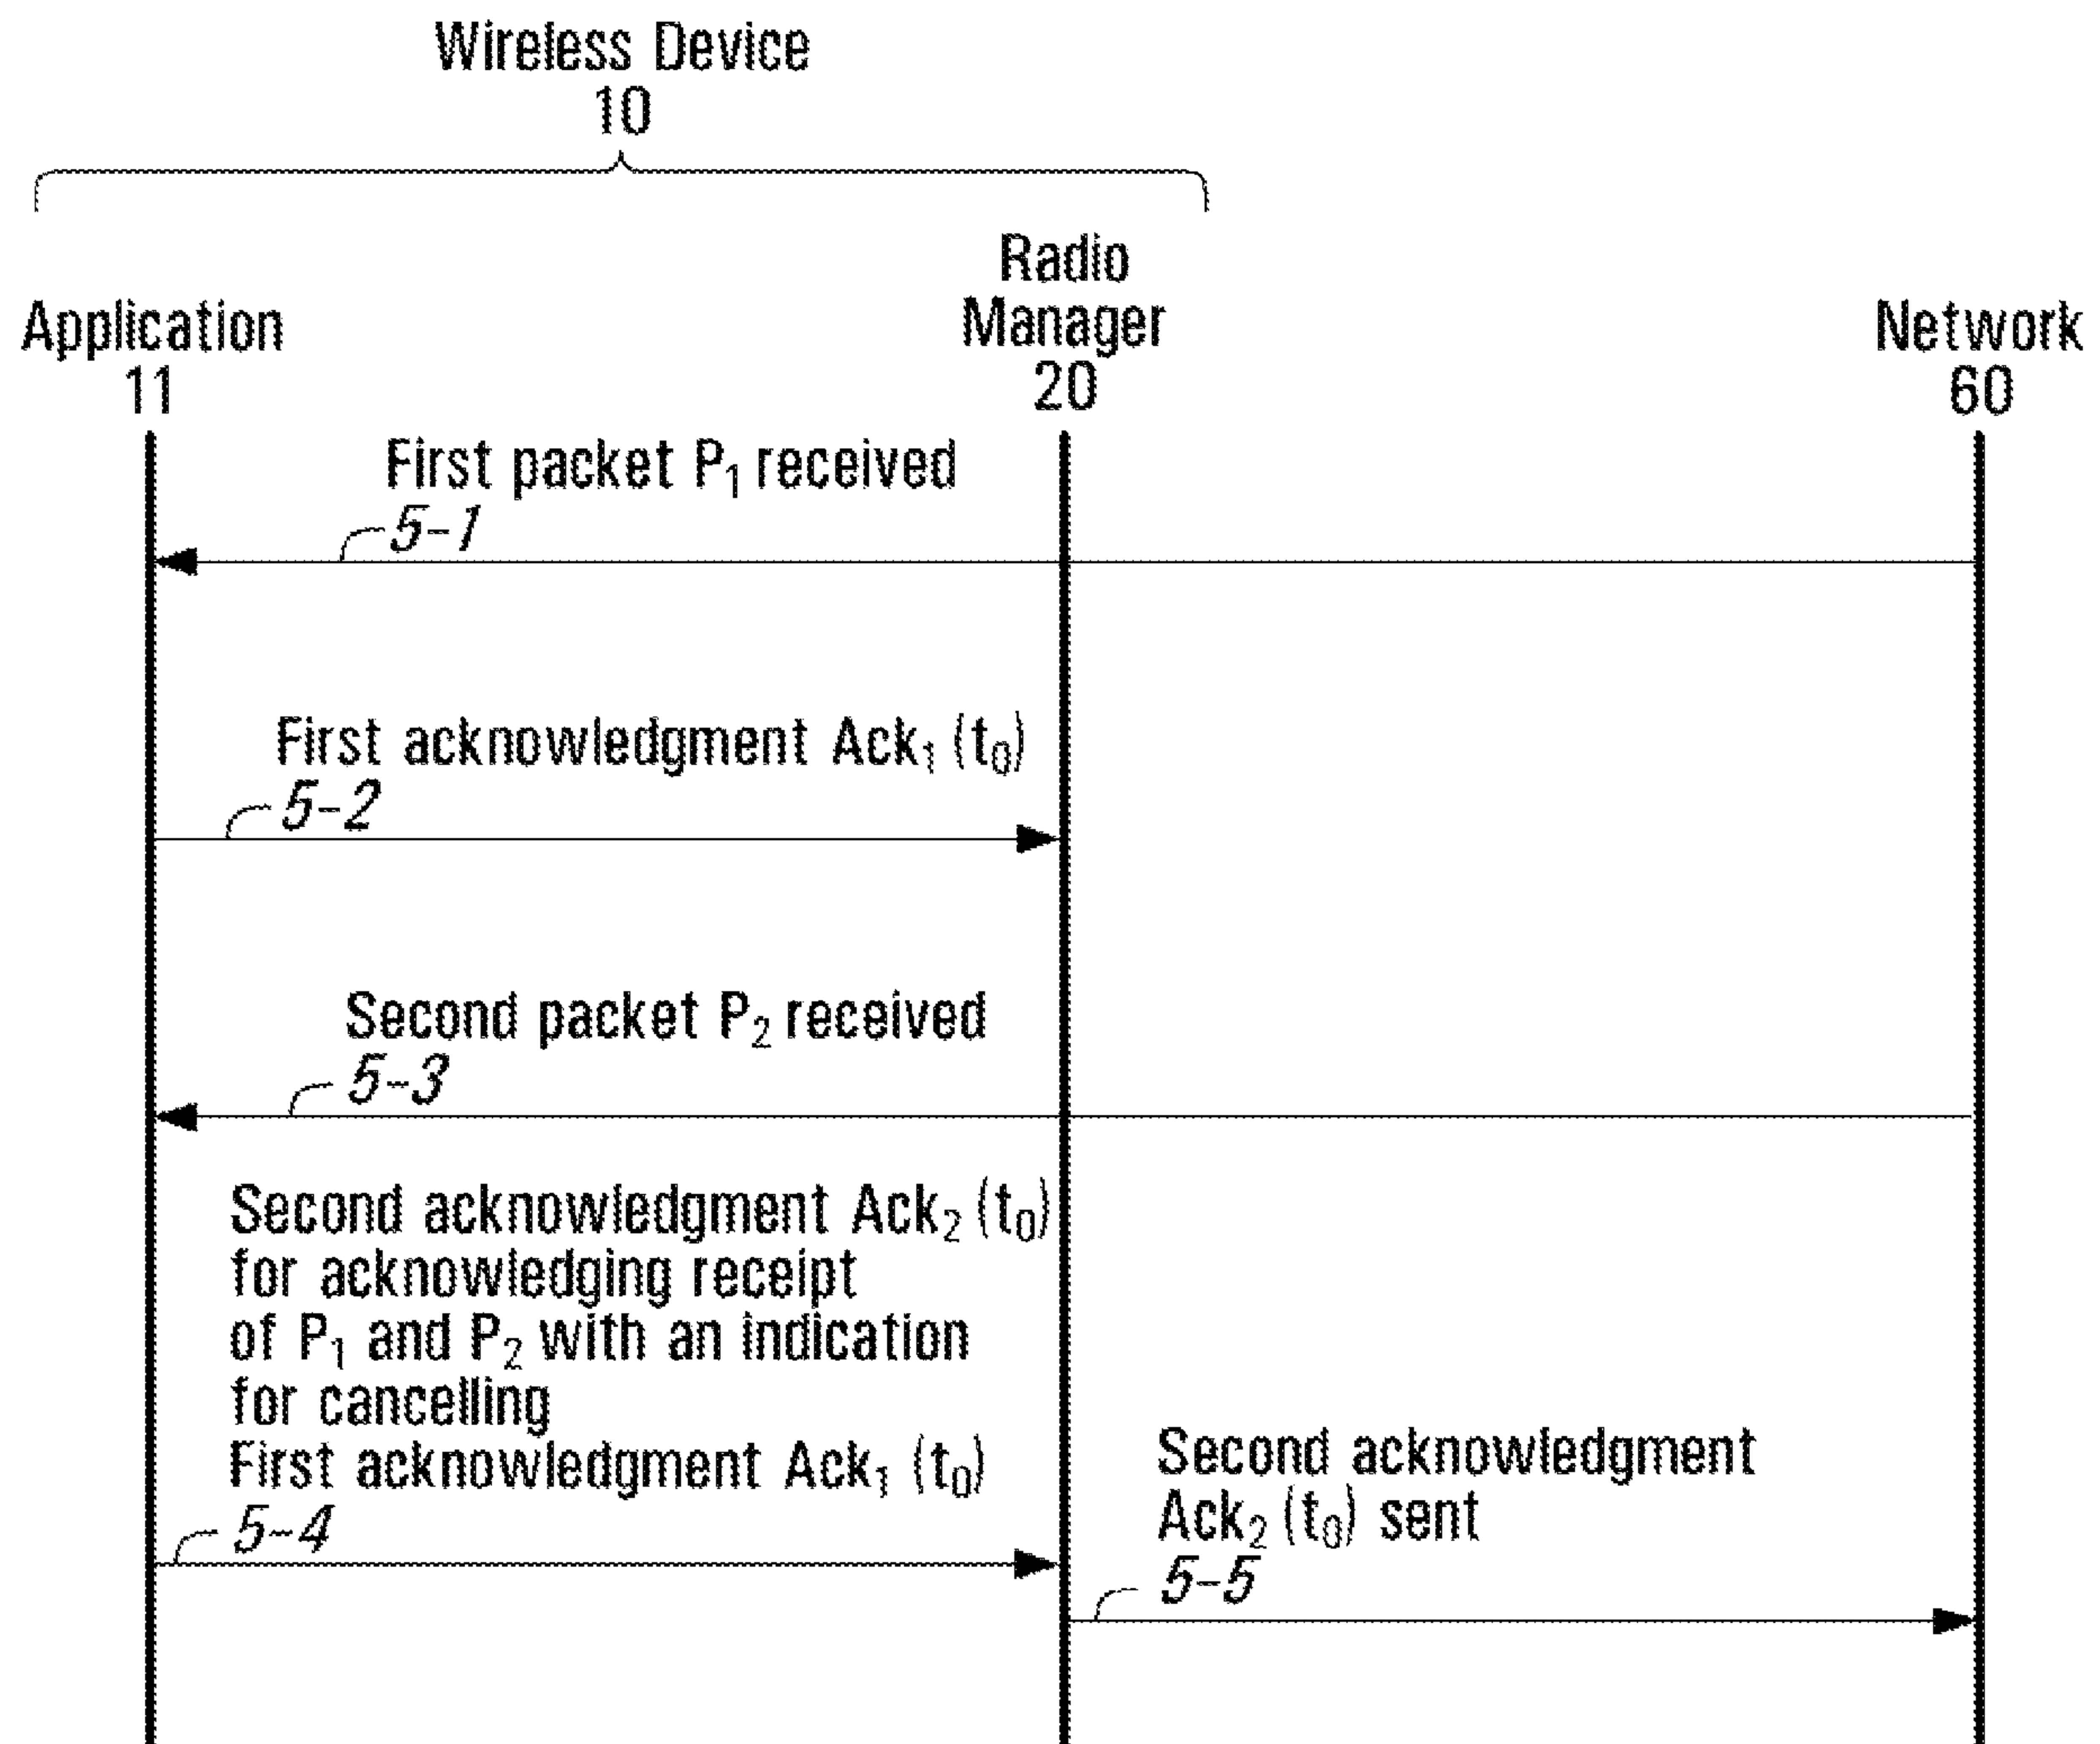 Wireless Device
10
Application
11
Radio
Manager
20
Network
60
First packet P₁ received
5-1
First acknowledgment Ack₁ (t₀)
5-2
Second packet P₂ received
5-3
Second acknowledgment Ack₂ (t₀)
for acknowledging receipt
of P₁ and P₂ with an indication
for cancelling
First acknowledgment Ack₁ (t₀)
5-4
Second acknowledgment
Ack₂ (t₀) sent
5-5